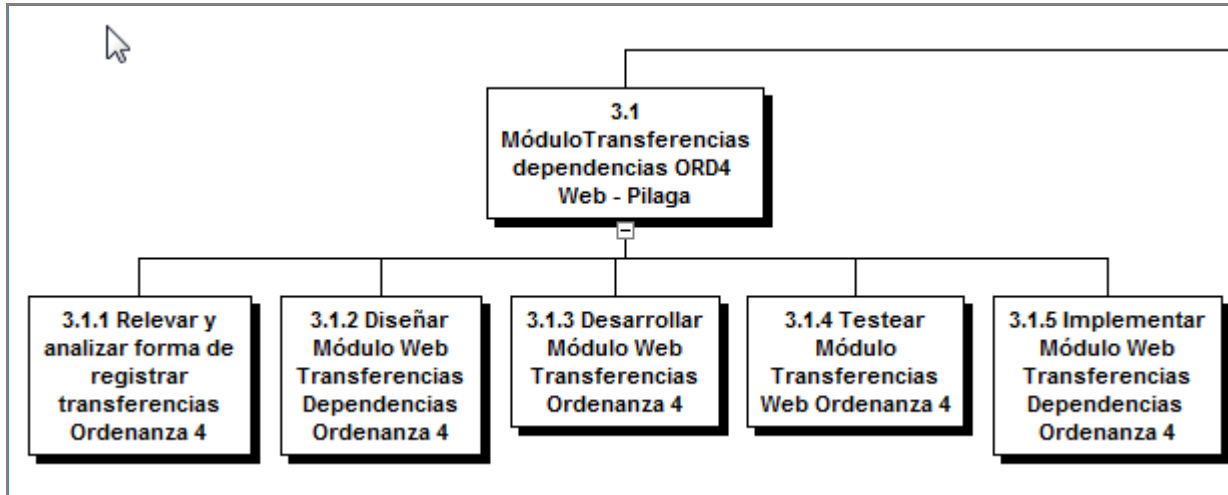 3.1
MóduloTransferencias
dependencias ORD4
Web - Pilaga
3.1.1 Relevar y
analizar forma de
registrar
transferencias
Ordenanza 4
3.1.2 Diseñar
Módulo Web
Transferencias
Dependencias
Ordenanza 4
3.1.3 Desarrollar
Módulo Web
Transferencias
Ordenanza 4
3.1.4 Testear
Módulo
Transferencias
Web Ordenanza 4
3.1.5 Implementar
Módulo Web
Transferencias
Dependencias
Ordenanza 4